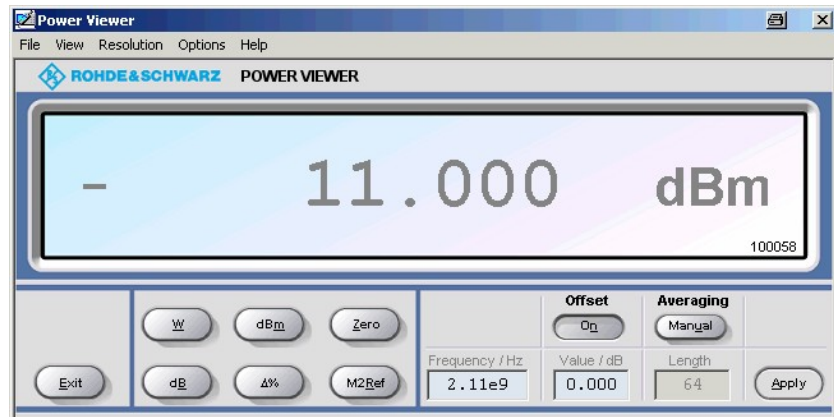 Power Viewer
File View Resolution Options Help
ROHDE&SCHWARZ POWER VIEWER
- 11.000 dBm
100058
Offset Averaging
W dBm Zero On Manual
Frequency / Hz Value / dB Length
Exit dB Δ% M2Ref 2.11e9 0.000 64 Apply